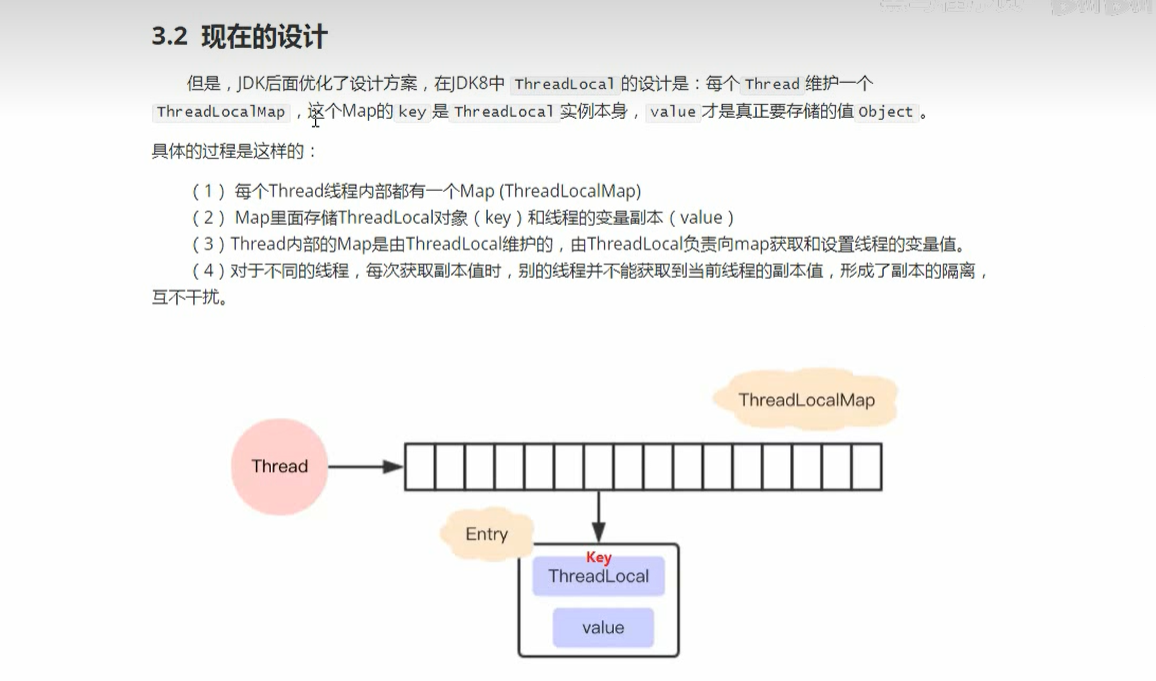 3.2 现在的设计
但是，JDK后面优化了设计方案，在JDK8中 ThreadLocal 的设计是：每个 Thread 维护一个
ThreadLocalMap ，这个Map的 key 是 ThreadLocal 实例本身， value 才是真正要存储的值 Object 。
具体的过程是这样的：
（1）每个Thread线程内部都有一个Map (ThreadLocalMap)
（2）Map里面存储ThreadLocal对象（key）和线程的变量副本（value）
（3）Thread内部的Map是由ThreadLocal维护的，由ThreadLocal负责向map获取和设置线程的变量值。
（4）对于不同的线程，每次获取副本值时，别的线程并不能获取到当前线程的副本值，形成了副本的隔离，
互不干扰。
ThreadLocalMap
Thread
Entry
Key
ThreadLocal
value